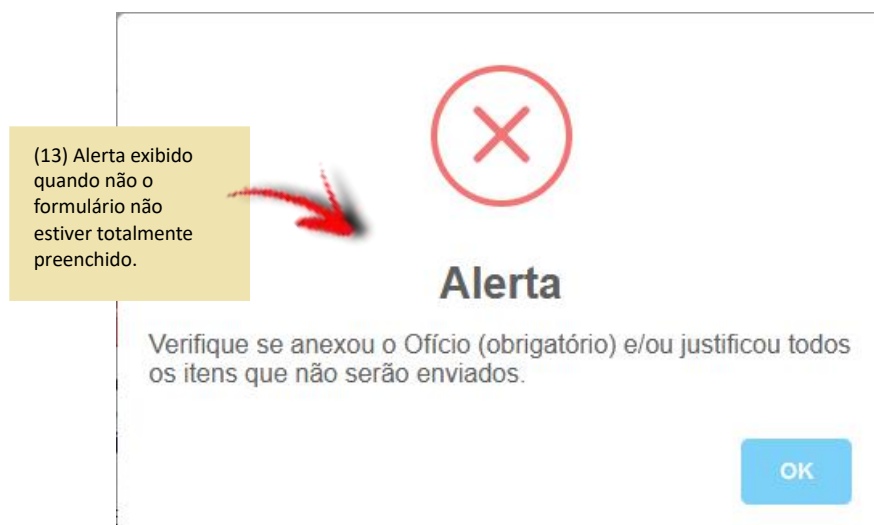 (13) Alerta exibido
quando não o
formulário não
estiver totalmente
preenchido.
Alerta
Verifique se anexou o Ofício (obrigatório) e/ou justificou todos
os itens que não serão enviados.
OK